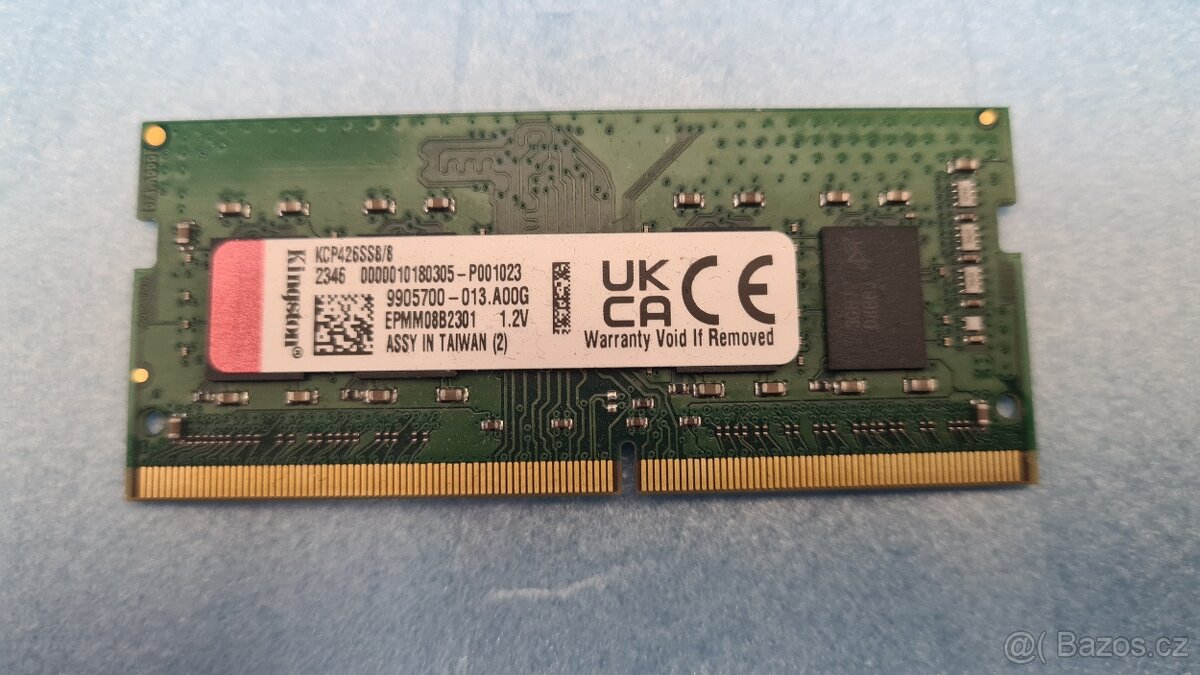 Kingston®
KCP426SS8/8
2346 0000010180305-P001023
9905700-013.A00G
EPMM08B2301 1.2V
ASSY IN TAIWAN (2)
UK
CA CE
Warranty Void If Removed
@( Bazos.cz